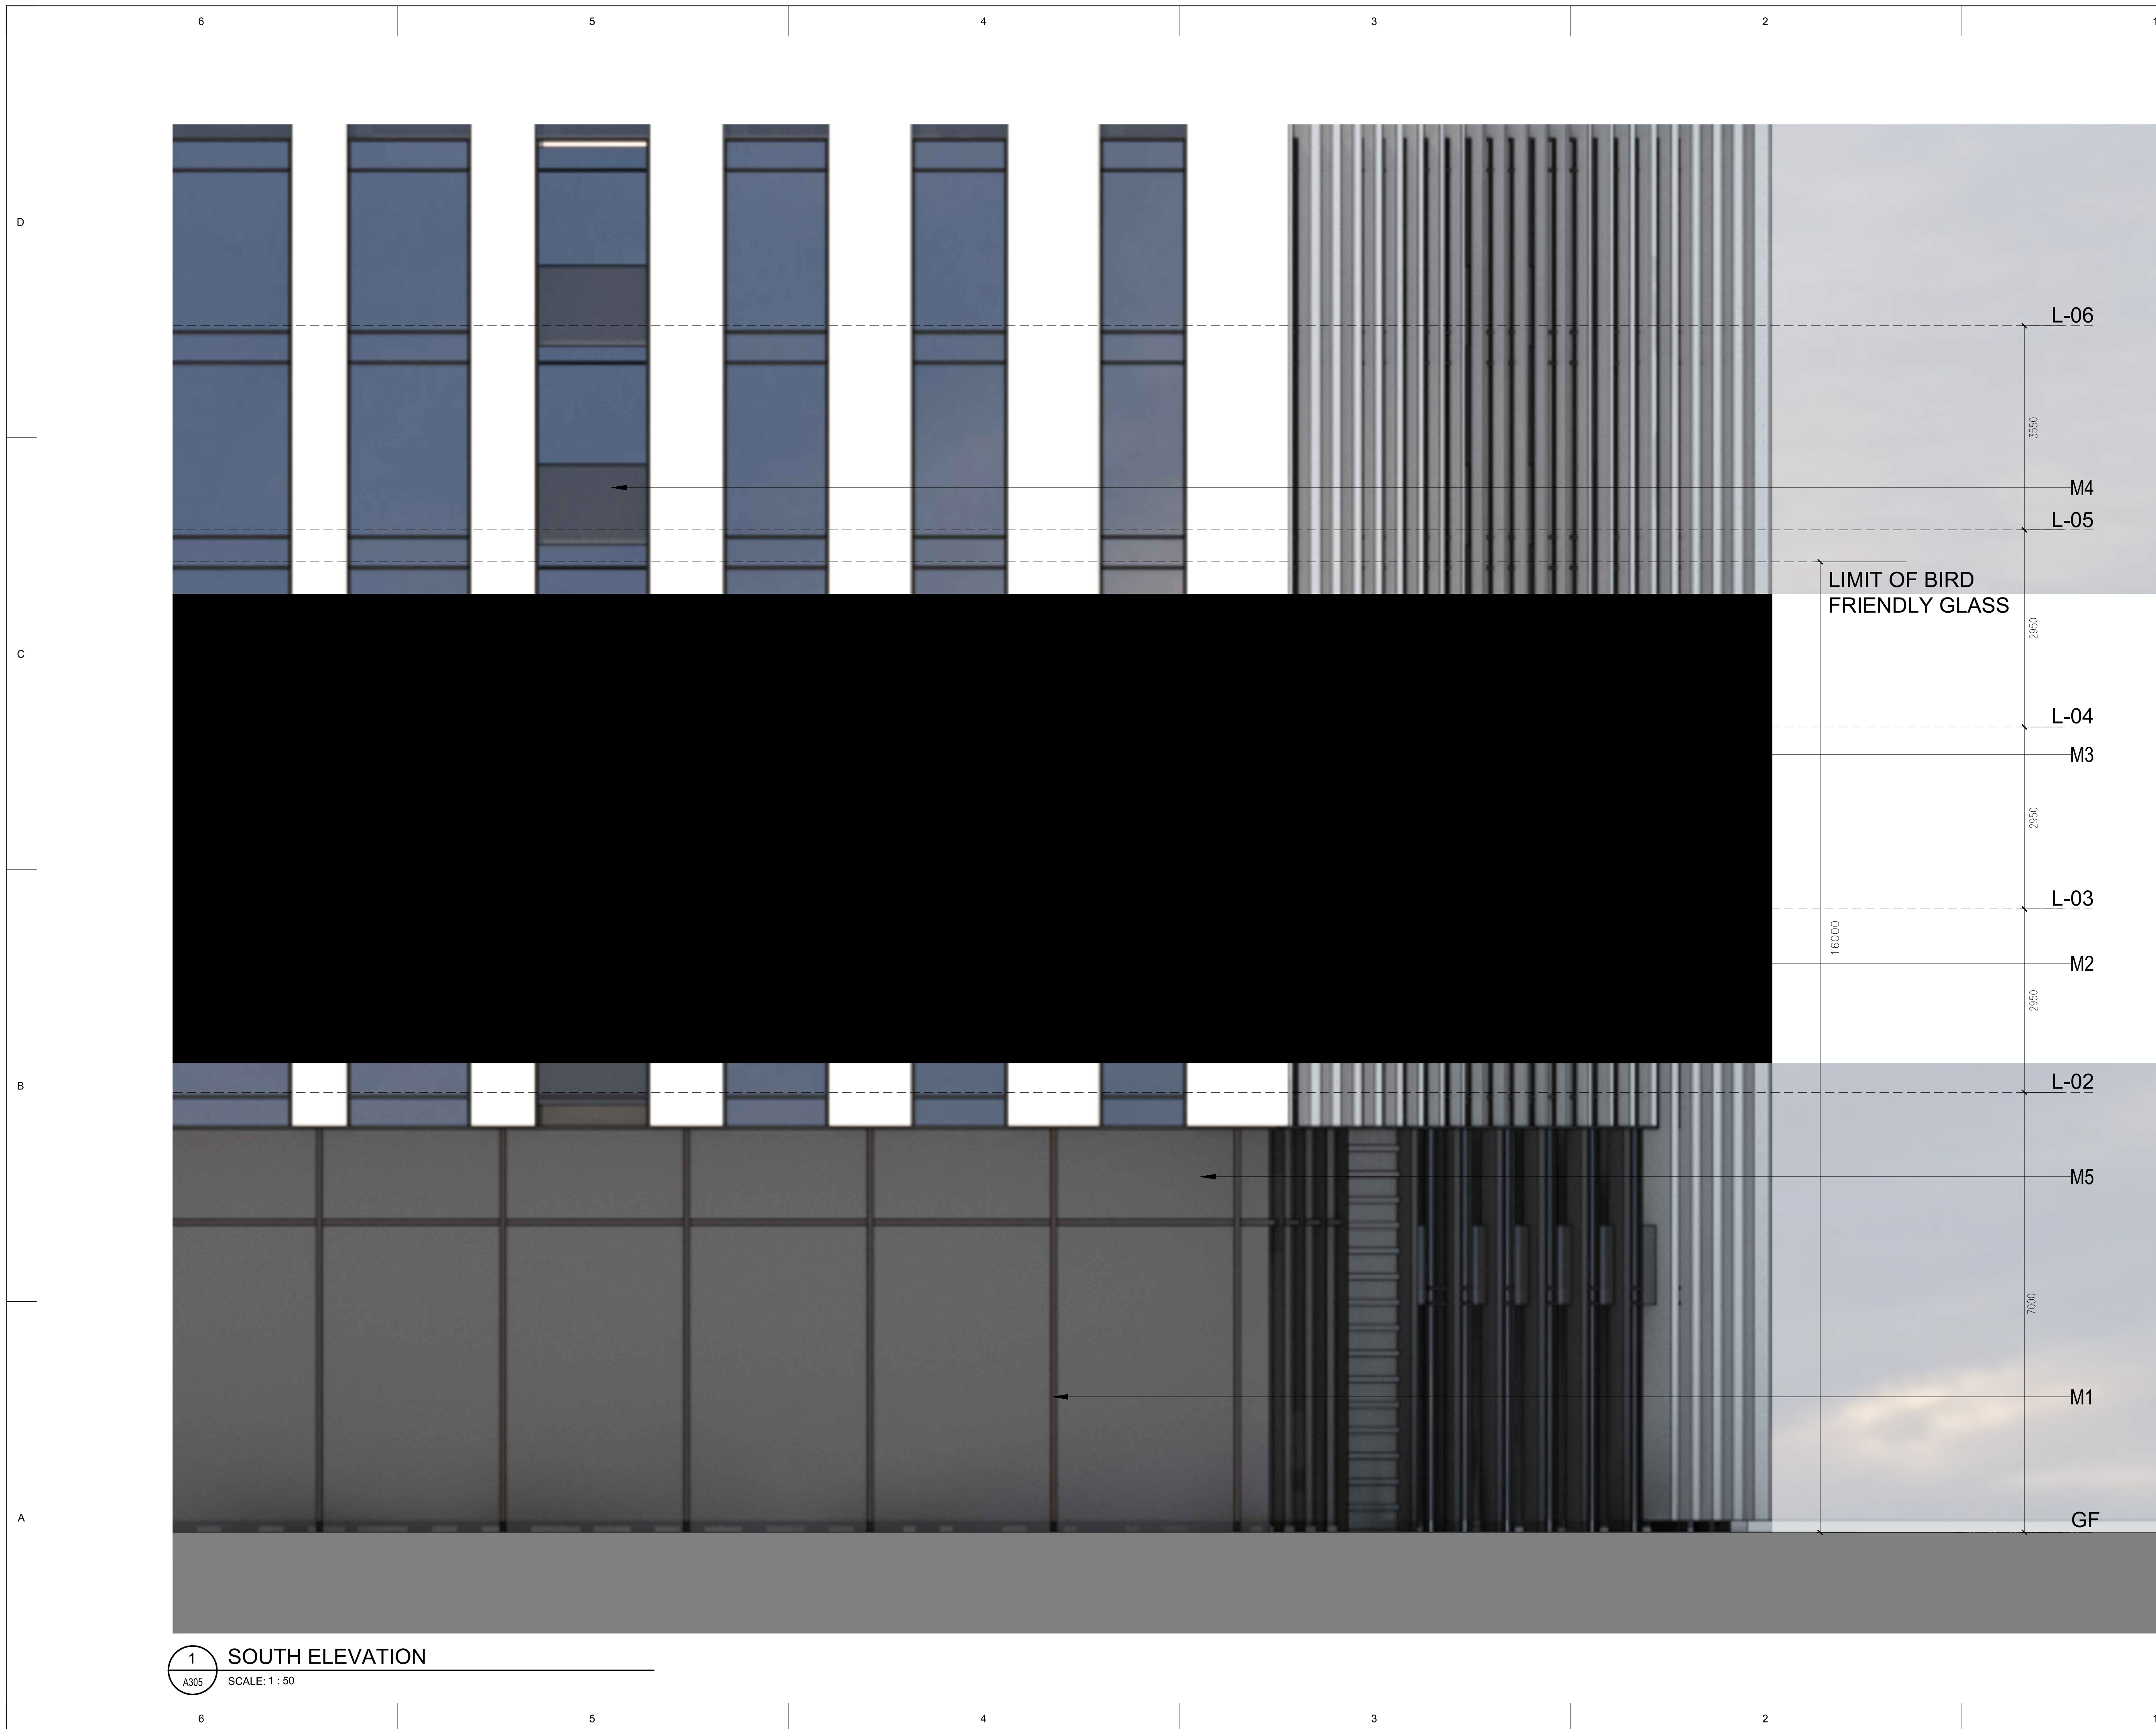 6 5 4 3 2 1
D
L-06
3550
M4
L-05
LIMIT OF BIRD
FRIENDLY GLASS
2950
C
L-04
M3
2950
L-03
16000
M2
2950
B
L-02
M5
7000
M1
A
GF
1
A305
SOUTH ELEVATION
SCALE: 1 : 50
6 5 4 3 2 1